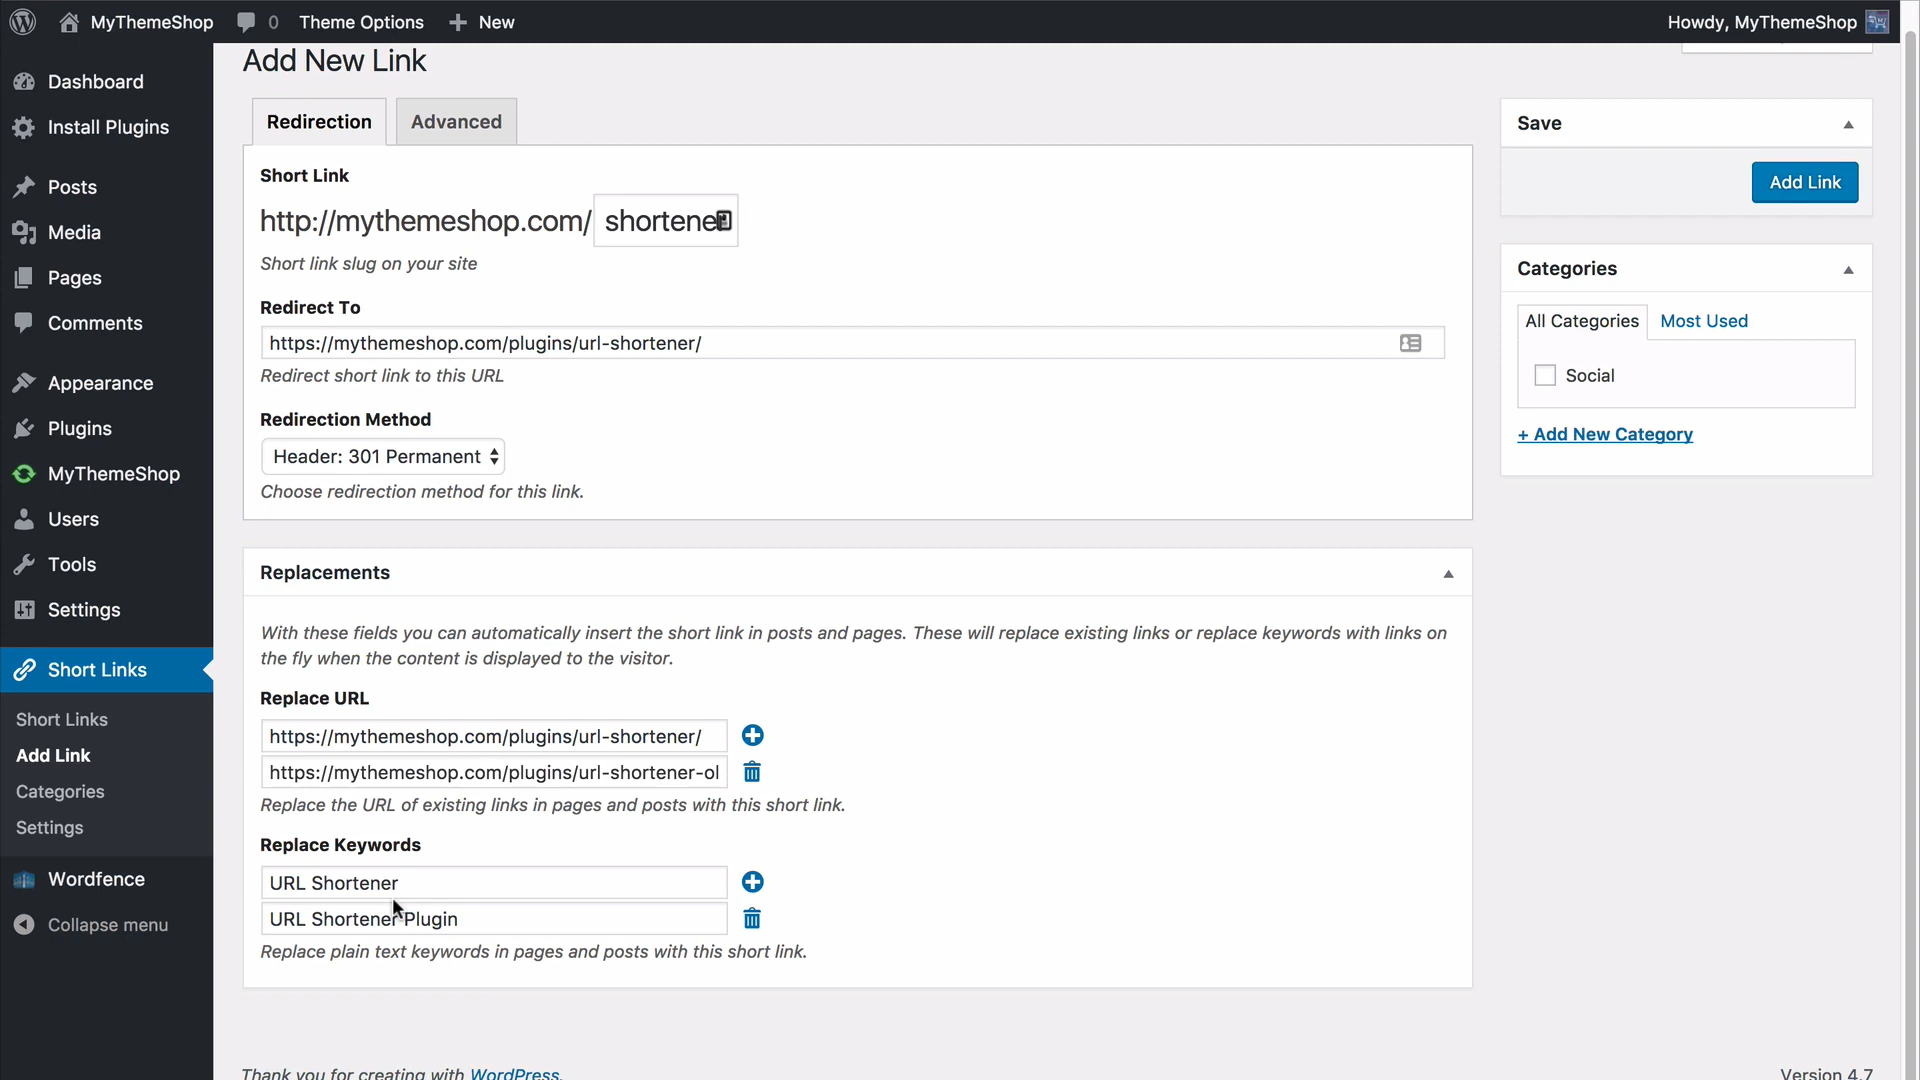 MyThemeShop
0
Theme Options
New
Howdy, MyThemeShop
Dashboard
Install Plugins
Posts
Media
Pages
Comments
Appearance
Plugins
MyThemeShop
Users
Tools
Settings
Short Links
Short Links
Add Link
Categories
Settings
Wordfence
Collapse menu
Add New Link
Redirection
Advanced
Short Link
http://mythemeshop.com/ shortener
Short link slug on your site
Redirect To
https://mythemeshop.com/plugins/url-shortener/
Redirect short link to this URL
Redirection Method
Header: 301 Permanent
Choose redirection method for this link.
Replacements
With these fields you can automatically insert the short link in posts and pages. These will replace existing links or replace keywords with links on
the fly when the content is displayed to the visitor.
Replace URL
https://mythemeshop.com/plugins/url-shortener/
https://mythemeshop.com/plugins/url-shortener-ol
Replace the URL of existing links in pages and posts with this short link.
Replace Keywords
URL Shortener
URL Shortener Plugin
Replace plain text keywords in pages and posts with this short link.
Save
Add Link
Categories
All Categories
Most Used
Social
+ Add New Category
Thank you for creating with WordPress.
Version 4.7